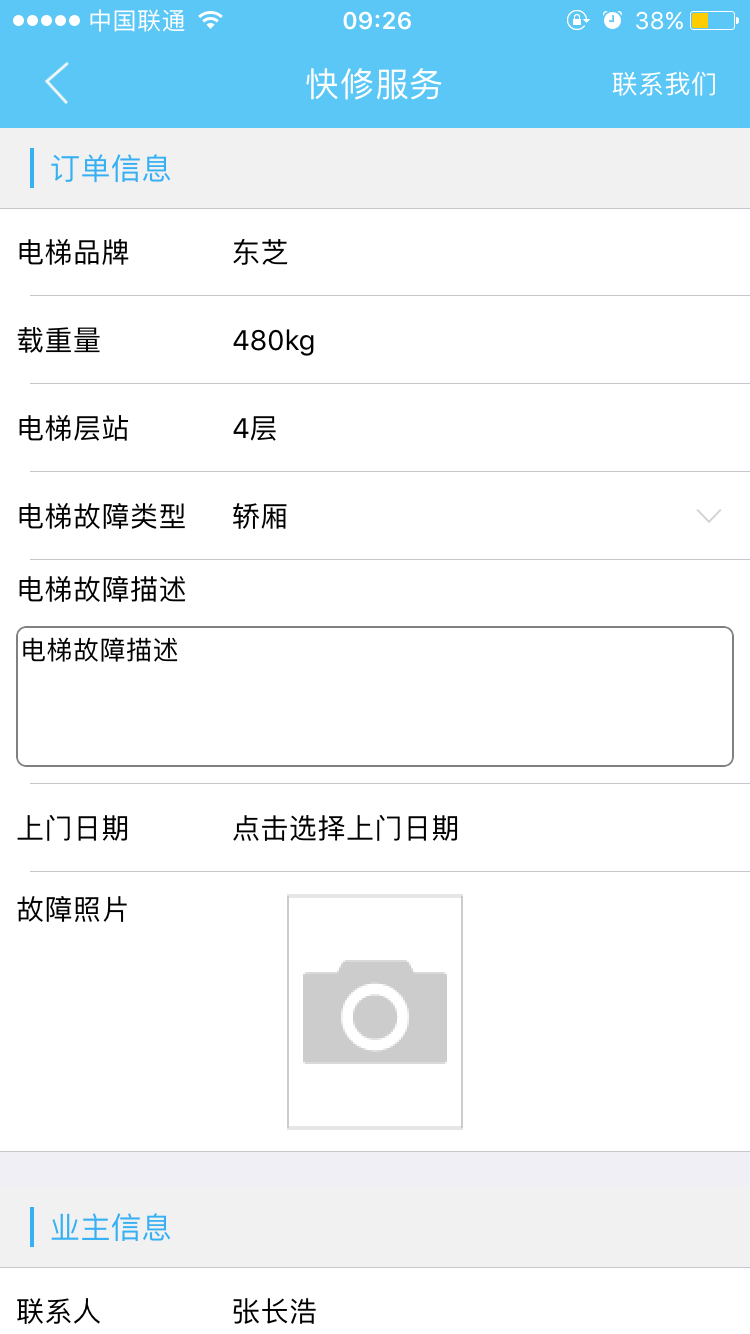 中国联通 09:26 38%
快修服务 联系我们
订单信息
电梯品牌 东芝
载重量 480kg
电梯层站 4层
电梯故障类型 轿厢
电梯故障描述
电梯故障描述
上门日期 点击选择上门日期
故障照片
业主信息
联系人 张长浩